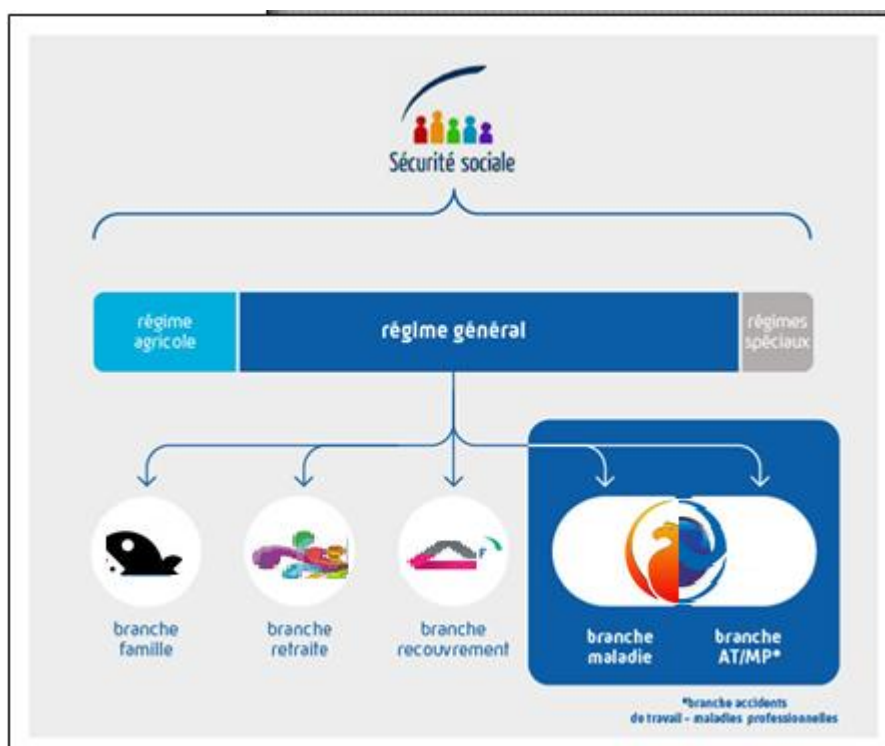 Sécurité sociale
régime
agricole
régime général
régimes
spéciaux
F
branche
famille
branche
retraite
branche
recouvrement
branche
maladie
branche
AT/MP*
*branche accidents
de travail - maladies professionnelles